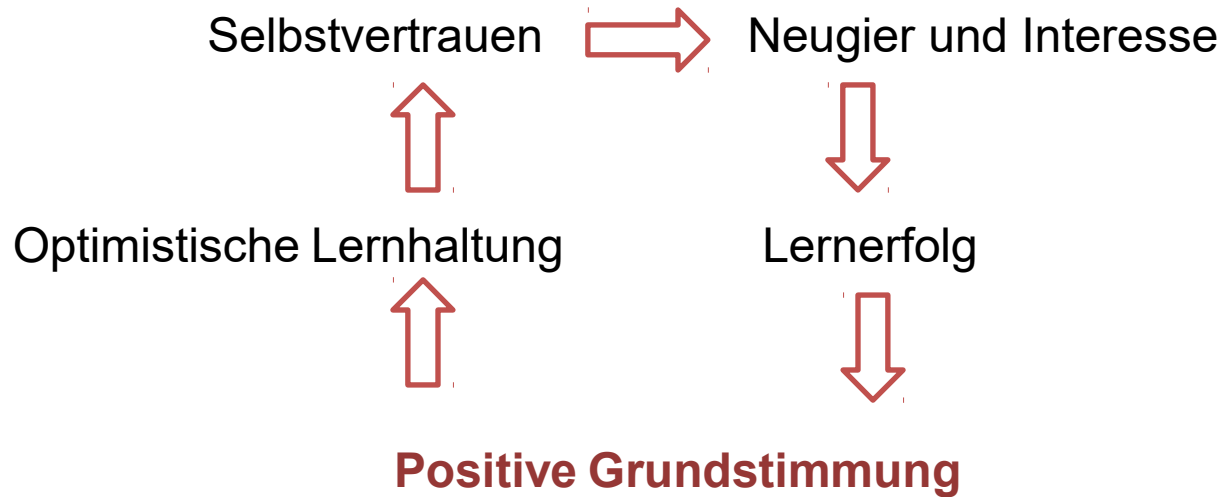 Selbstvertrauen
Neugier und Interesse
Optimistische Lernhaltung
Lernerfolg
Positive Grundstimmung